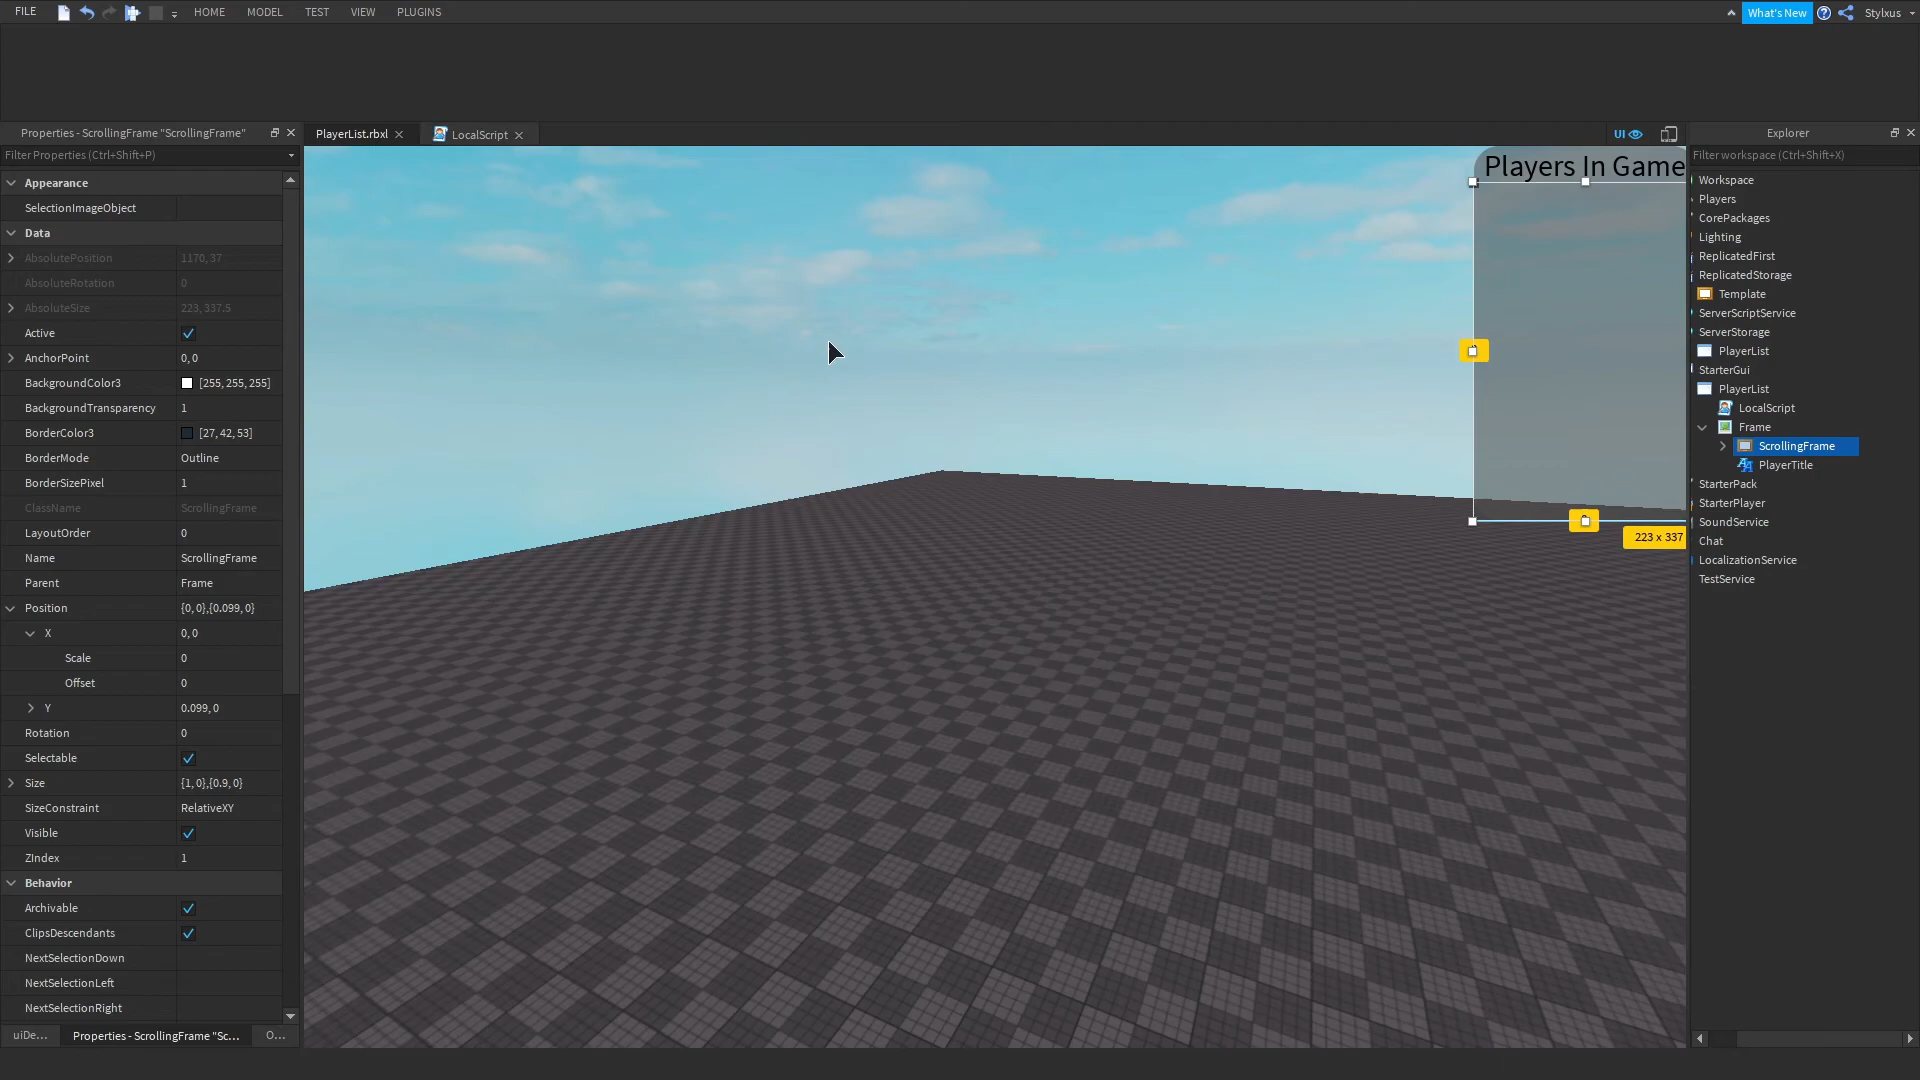 FILE HOME MODEL TEST VIEW PLUGINS What's New Stylxus
Properties - ScrollingFrame "ScrollingFrame"
Filter Properties (Ctrl+Shift+P)
Appearance
SelectionImageObject
Data
AbsolutePosition 1170, 37
AbsoluteRotation 0
AbsoluteSize 223, 337.5
Active
AnchorPoint 0, 0
BackgroundColor3 [255, 255, 255]
BackgroundTransparency 1
BorderColor3 [27, 42, 53]
BorderMode Outline
BorderSizePixel 1
ClassName ScrollingFrame
LayoutOrder 0
Name ScrollingFrame
Parent Frame
Position {0, 0},{0.099, 0}
X 0, 0
Scale 0
Offset 0
Y 0.099, 0
Rotation 0
Selectable
Size {1, 0},{0.9, 0}
SizeConstraint RelativeXY
Visible
ZIndex 1
Behavior
Archivable
ClipsDescendants
NextSelectionDown
NextSelectionLeft
NextSelectionRight
uiDe... Properties - ScrollingFrame "Sc... O...
PlayerList.rbxl LocalScript UI
Players In Game
223 x 337
Explorer
Filter workspace (Ctrl+Shift+X)
Workspace
Players
CorePackages
Lighting
ReplicatedFirst
ReplicatedStorage
Template
ServerScriptService
ServerStorage
PlayerList
StarterGui
PlayerList
LocalScript
Frame
ScrollingFrame
PlayerTitle
StarterPack
StarterPlayer
SoundService
Chat
LocalizationService
TestService